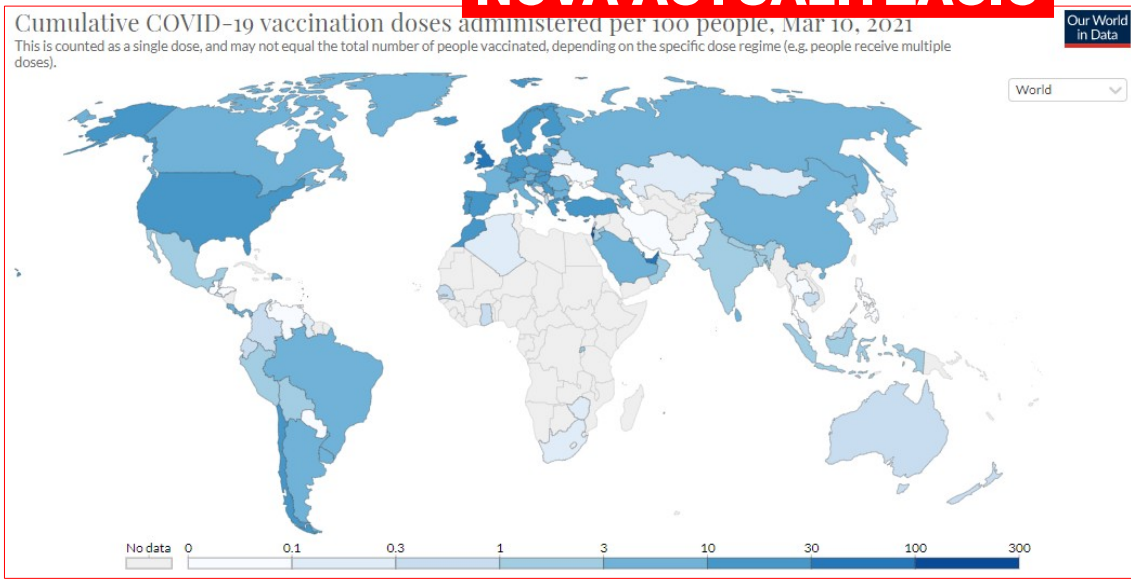 Cumulative COVID-19 vaccination doses administered per 100 people, Mar 10, 2021
Our World
in Data
This is counted as a single dose, and may not equal the total number of people vaccinated, depending on the specific dose regime (e.g. people receive multiple
doses).
World
No data 0 0.1 0.3 1 3 10 30 100 300